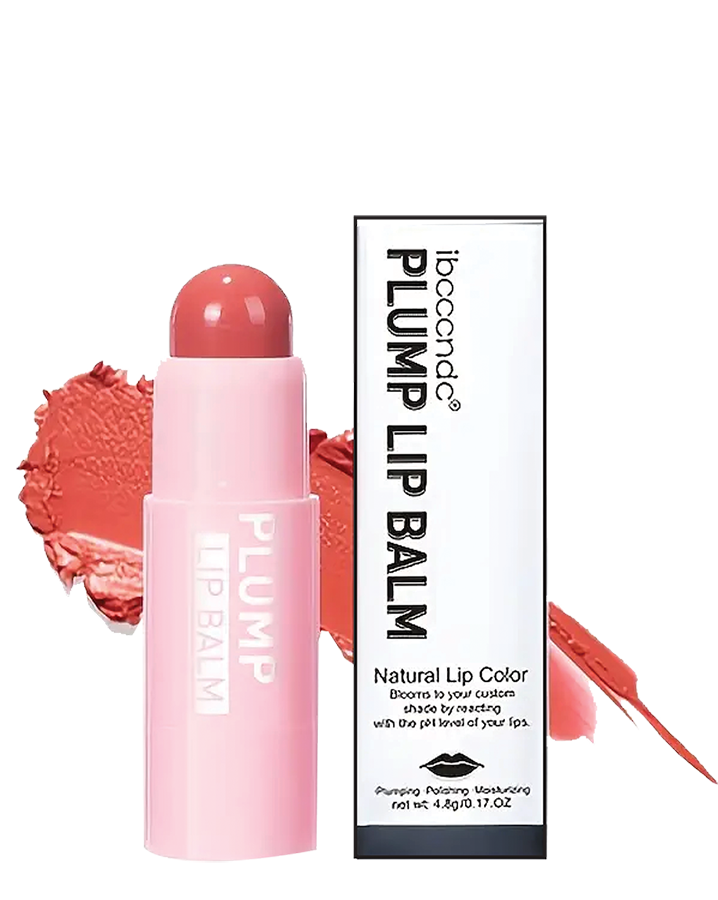 PLUMP
LIP BALM
ibcccndc®
PLUMP LIP BALM
Natural Lip Color
Blooms to your custom
shade by reacting
with the pH level of your lips.
Plumping · Polishing · Moisturizing
net wt: 4.8g/0.17.OZ